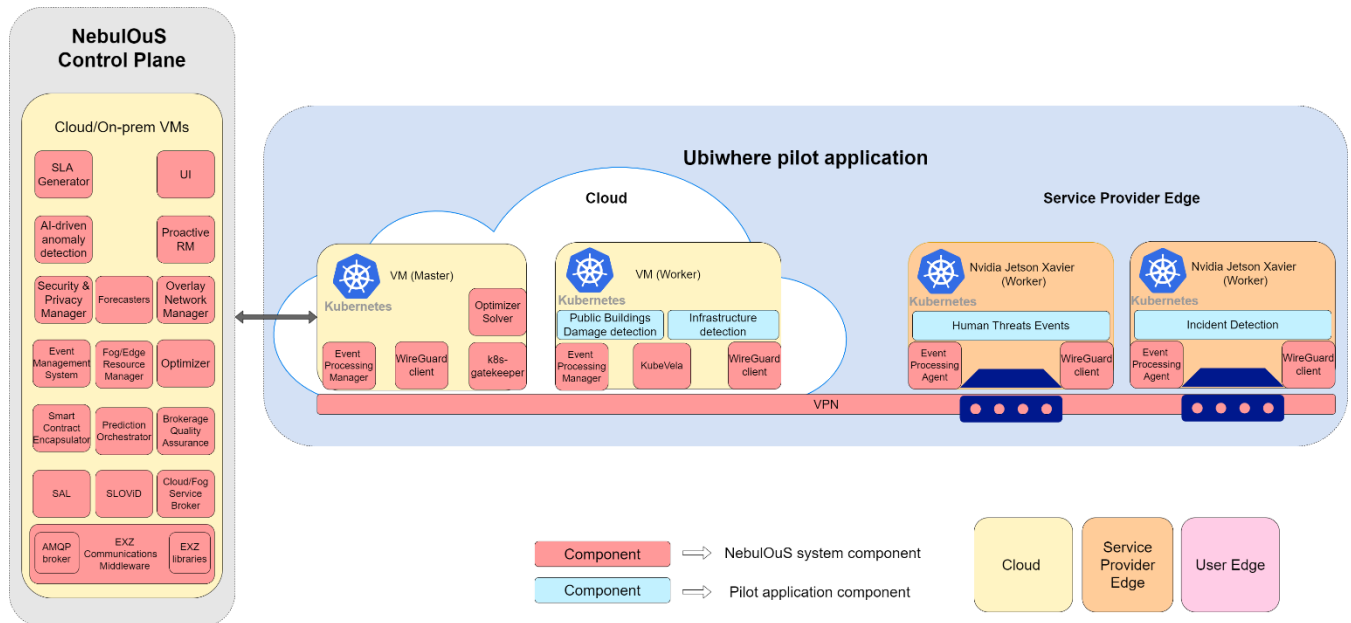 NebulOuS
Control Plane
Cloud/On-prem VMs
SLA
Generator
UI
AI-driven
anomaly
detection
Proactive
RM
Security &
Privacy
Manager
Forecasters
Overlay
Network
Manager
Event
Management
System
Fog/Edge
Resource
Manager
Optimizer
Smart
Contract
Encapsulator
Prediction
Orchestrator
Brokerage
Quality
Assurance
SAL
SLOViD
Cloud/Fog
Service
Broker
AMQP
broker
EXZ
Communications
Middleware
EXZ
libraries
Ubiwhere pilot application
Cloud
Service Provider Edge
VM (Master)
Kubernetes
Optimizer
Solver
Event
Processing
Manager
WireGuard
client
k8s-
gatekeeper
VM (Worker)
Kubernetes
Public Buildings
Damage detection
Infrastructure
detection
Event
Processing
Manager
KubeVela
WireGuard
client
Nvidia Jetson Xavier
(Worker)
Kubernetes
Human Threats Events
Event
Processing
Agent
WireGuard
client
Nvidia Jetson Xavier
(Worker)
Kubernetes
Incident Detection
Event
Processing
Agent
WireGuard
client
VPN
Component
NebulOuS system component
Component
Pilot application component
Cloud
Service
Provider
Edge
User Edge